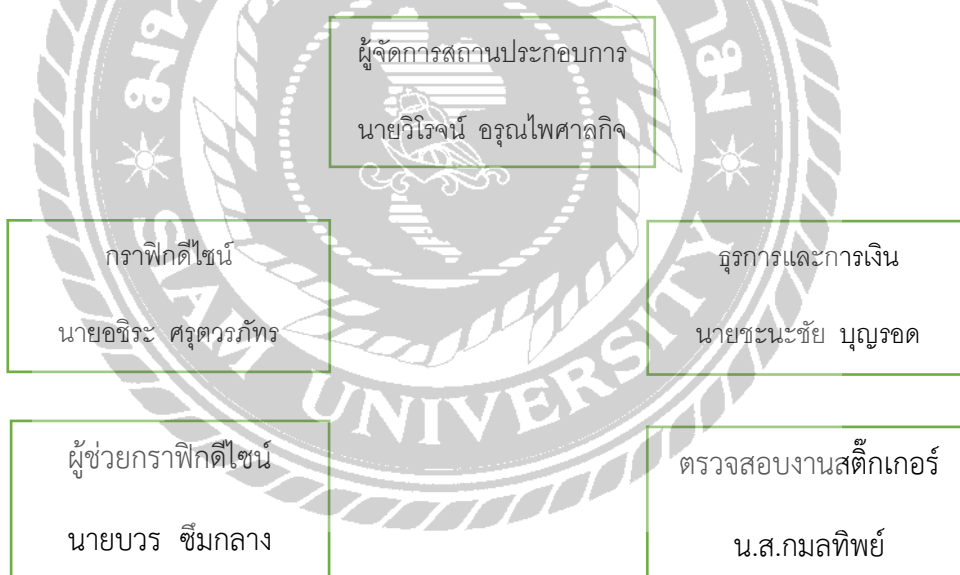 ผู้จัดการสถานประกอบการ
นายวิโรจน์ อรุณไพศาลกิจ
กราฟิกดีไซน์
นายอชิระ ศรุตวรภัทร
ธุรการและการเงิน
นายชะนะชัย บุญรอด
ผู้ช่วยกราฟิกดีไซน์
นายบวร ซึมกลาง
ตรวจสอบงานสติ๊กเกอร์
น.ส.กมลทิพย์
SIAM UNIVERSITY